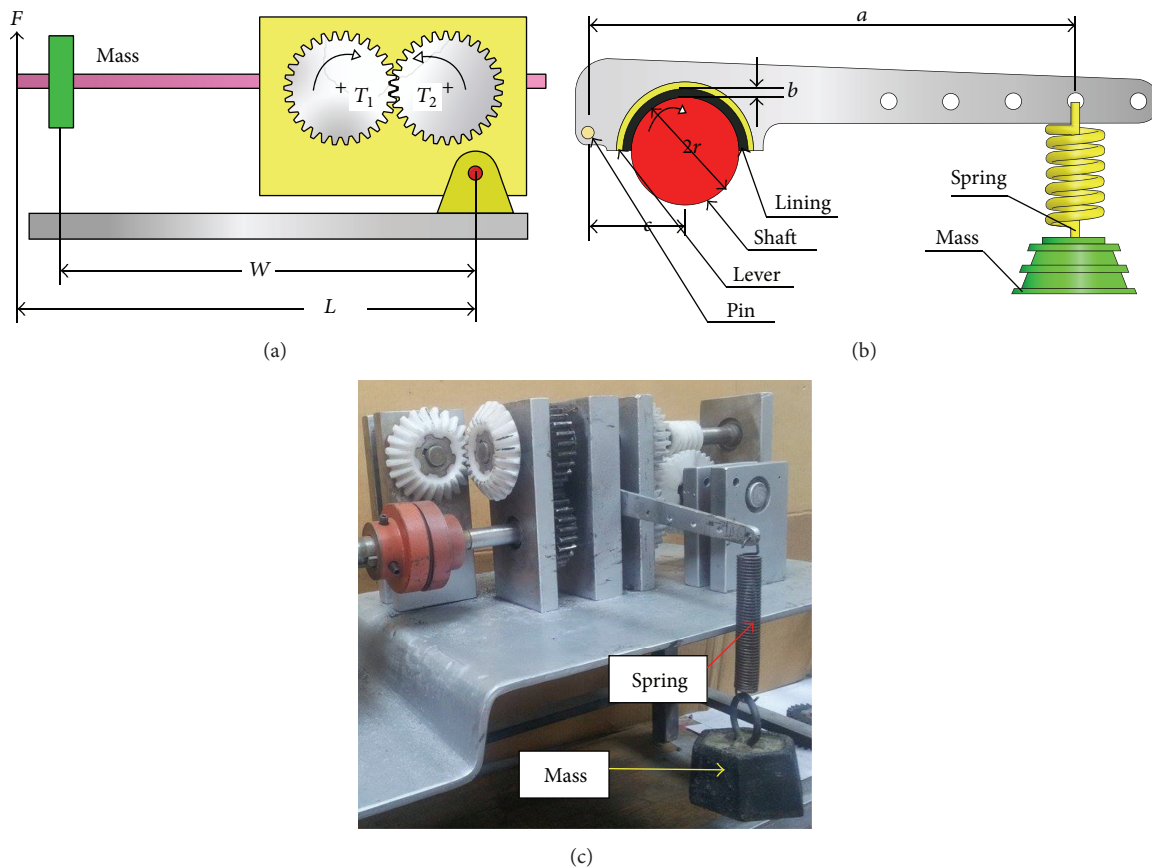 F
Mass
T1
T2
W
L
(a)
a
b
2r
c
Spring
Mass
Lining
Shaft
Lever
Pin
(b)
Spring
Mass
(c)